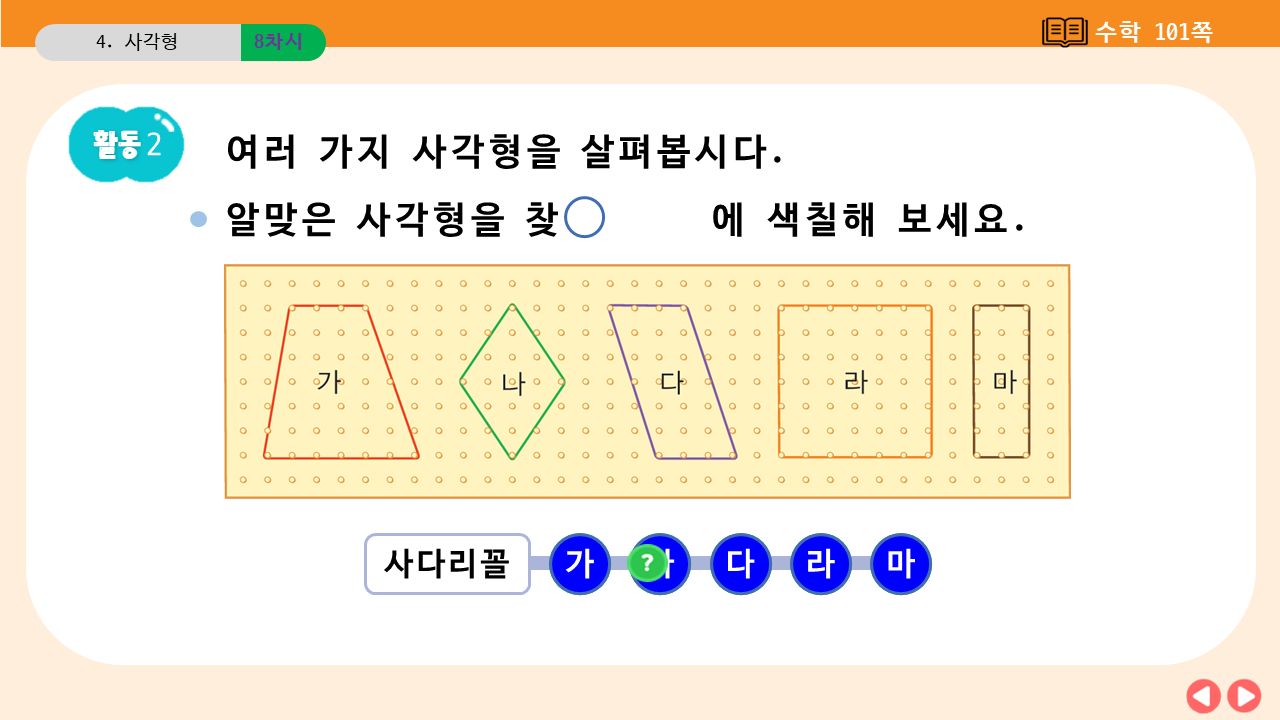 4. 사각형 8차시
수학 101쪽
활동 2
여러 가지 사각형을 살펴봅시다.
알맞은 사각형을 찾 에 색칠해 보세요.
가 나 다 라 마
사다리꼴 가 ? 다 라 마